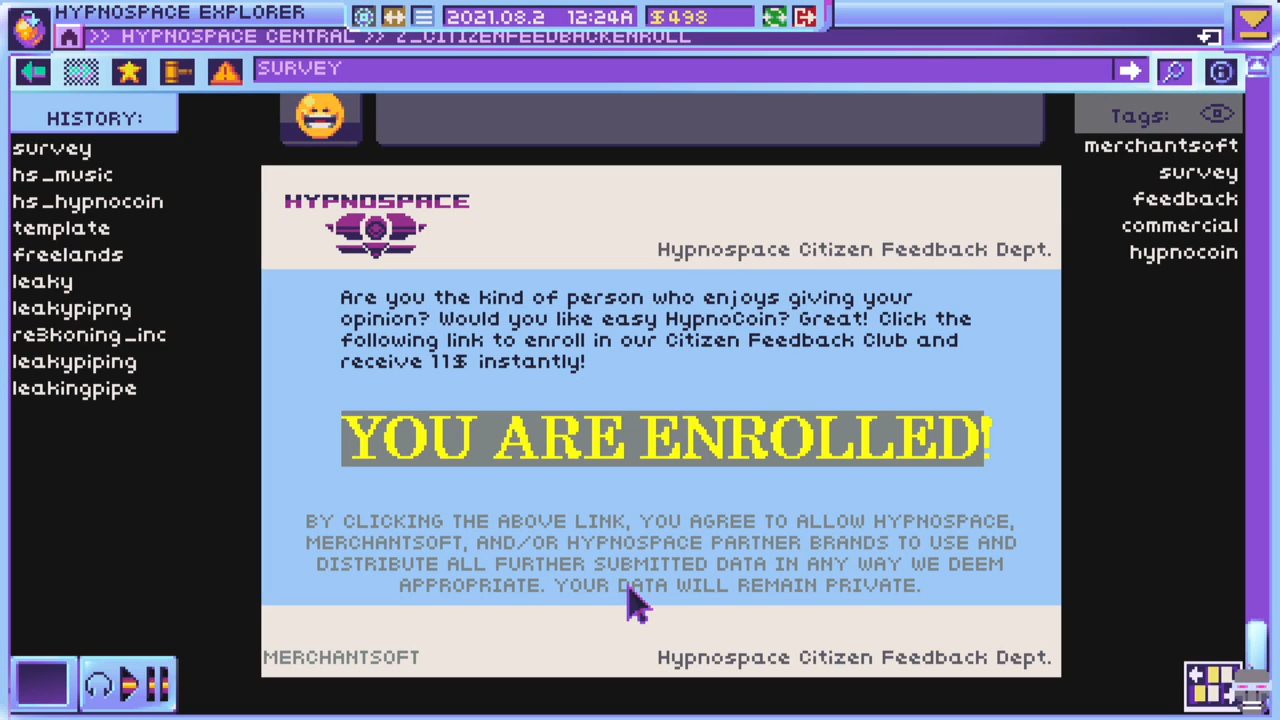 HYPNOSPACE EXPLORER
2021.08.2 12:24A
498
>> HYPNOSPACE CENTRAL >> 2_CITIZENFEEDBACKENROLL
SURVEY
HISTORY:
survey
hs_music
hs_hypnocoin
template
freelands
leaky
leakypipng
re3koning_inc
leakypiping
leakingpipe
Tags:
merchantsoft
survey
feedback
commercial
hypnocoin
HYPNOSPACE
Hypnospace Citizen Feedback Dept.
Are you the kind of person who enjoys giving your
opinion? Would you like easy HypnoCoin? Great! Click the
following link to enroll in our Citizen Feedback Club and
receive 11$ instantly!
YOU ARE ENROLLED!
BY CLICKING THE ABOVE LINK, YOU AGREE TO ALLOW HYPNOSPACE,
MERCHANTSOFT, AND/OR HYPNOSPACE PARTNER BRANDS TO USE AND
DISTRIBUTE ALL FURTHER SUBMITTED DATA IN ANY WAY WE DEEM
APPROPRIATE. YOUR DATA WILL REMAIN PRIVATE.
MERCHANTSOFT
Hypnospace Citizen Feedback Dept.